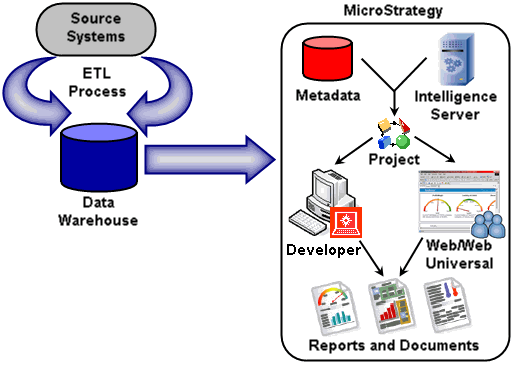 Source
Systems
ETL
Process
Data
Warehouse
MicroStrategy
Metadata
Intelligence
Server
Project
Developer
Web/Web
Universal
Reports and Documents